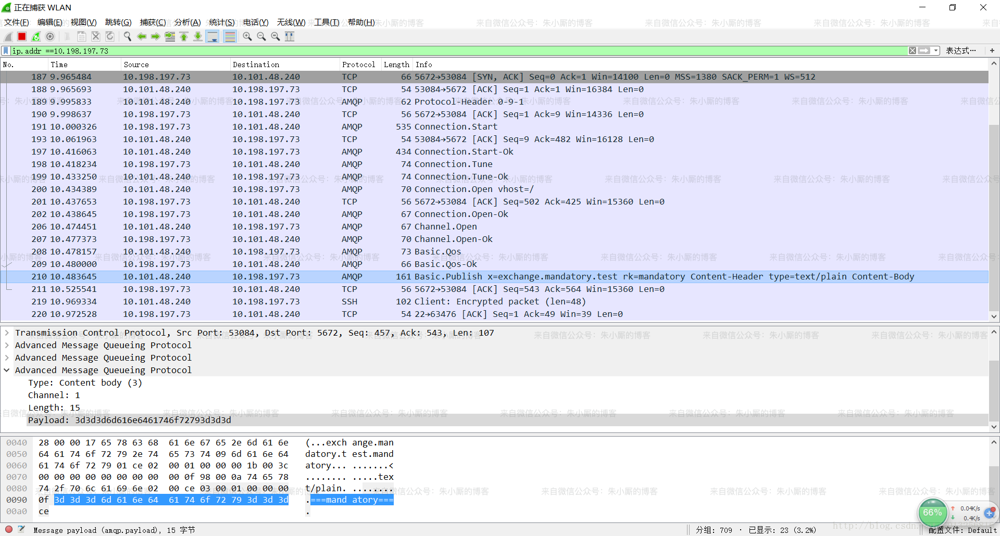 正在捕获 WLAN
文件(F) 编辑(E) 视图(V) 跳转(G) 捕获(C) 分析(A) 统计(S) 电话(Y) 无线(W) 工具(T) 帮助(H)
ip.addr ==10.198.197.73 表达式… +
No. Time Source Destination Protocol Length Info
187 9.965484 10.198.197.73 10.101.48.240 TCP 66 5672→53084 [SYN, ACK] Seq=0 Ack=1 Win=14100 Len=0 MSS=1380 SACK_PERM=1 WS=512
188 9.965693 10.101.48.240 10.198.197.73 TCP 54 53084→5672 [ACK] Seq=1 Ack=1 Win=16384 Len=0
189 9.995833 10.101.48.240 10.198.197.73 AMQP 62 Protocol-Header 0-9-1
190 9.998637 10.198.197.73 10.101.48.240 TCP 56 5672→53084 [ACK] Seq=1 Ack=9 Win=14336 Len=0
191 10.000326 10.198.197.73 10.101.48.240 AMQP 535 Connection.Start
193 10.061963 10.101.48.240 10.198.197.73 TCP 54 53084→5672 [ACK] Seq=9 Ack=482 Win=16128 Len=0
197 10.416063 10.101.48.240 10.198.197.73 AMQP 434 Connection.Start-Ok
198 10.418234 10.198.197.73 10.101.48.240 AMQP 74 Connection.Tune
199 10.433250 10.101.48.240 10.198.197.73 AMQP 74 Connection.Tune-Ok
200 10.434389 10.101.48.240 10.198.197.73 AMQP 70 Connection.Open vhost=/
201 10.437653 10.198.197.73 10.101.48.240 TCP 56 5672→53084 [ACK] Seq=502 Ack=425 Win=15360 Len=0
202 10.438645 10.198.197.73 10.101.48.240 AMQP 67 Connection.Open-Ok
206 10.474451 10.101.48.240 10.198.197.73 AMQP 67 Channel.Open
207 10.477373 10.198.197.73 10.101.48.240 AMQP 70 Channel.Open-Ok
208 10.478157 10.101.48.240 10.198.197.73 AMQP 73 Basic.Qos
209 10.480000 10.198.197.73 10.101.48.240 AMQP 66 Basic.Qos-Ok
210 10.483645 10.101.48.240 10.198.197.73 AMQP 161 Basic.Publish x=exchange.mandatory.test rk=mandatory Content-Header type=text/plain Content-Body
211 10.525541 10.198.197.73 10.101.48.240 TCP 56 5672→53084 [ACK] Seq=543 Ack=564 Win=15360 Len=0
219 10.969334 10.101.48.240 10.198.197.73 SSH 102 Client: Encrypted packet (len=48)
220 10.972528 10.198.197.73 10.101.48.240 TCP 54 22→63476 [ACK] Seq=1 Ack=49 Win=39 Len=0
Transmission Control Protocol, Src Port: 53084, Dst Port: 5672, Seq: 457, Ack: 543, Len: 107
Advanced Message Queueing Protocol
Advanced Message Queueing Protocol
Advanced Message Queueing Protocol
Type: Content body (3)
Channel: 1
Length: 15
Payload: 3d3d3d6d616e6461746f72793d3d3d
0040 28 00 00 17 65 78 63 68 61 6e 67 65 2e 6d 61 6e (...exch ange.man
0050 64 61 74 6f 72 79 2e 74 65 73 74 09 6d 61 6e 64 datory.t est.mand
0060 61 74 6f 72 79 01 ce 02 00 01 00 00 00 1b 00 3c atory... .......<
0070 00 00 00 00 00 00 00 00 00 0f 98 00 0a 74 65 78 ........ .....tex
0080 74 2f 70 6c 61 69 6e 02 00 ce 03 00 01 00 00 00 t/plain. ........
0090 0f 3d 3d 3d 6d 61 6e 64 61 74 6f 72 79 3d 3d 3d .===mand atory===
00a0 ce .
66% 0.04K/s
0.4K/s
Message payload (amqp.payload), 15 字节 分组: 709 · 已显示: 23 (3.2%) 配置文件: Default
来自微信公众号：朱小厮的博客